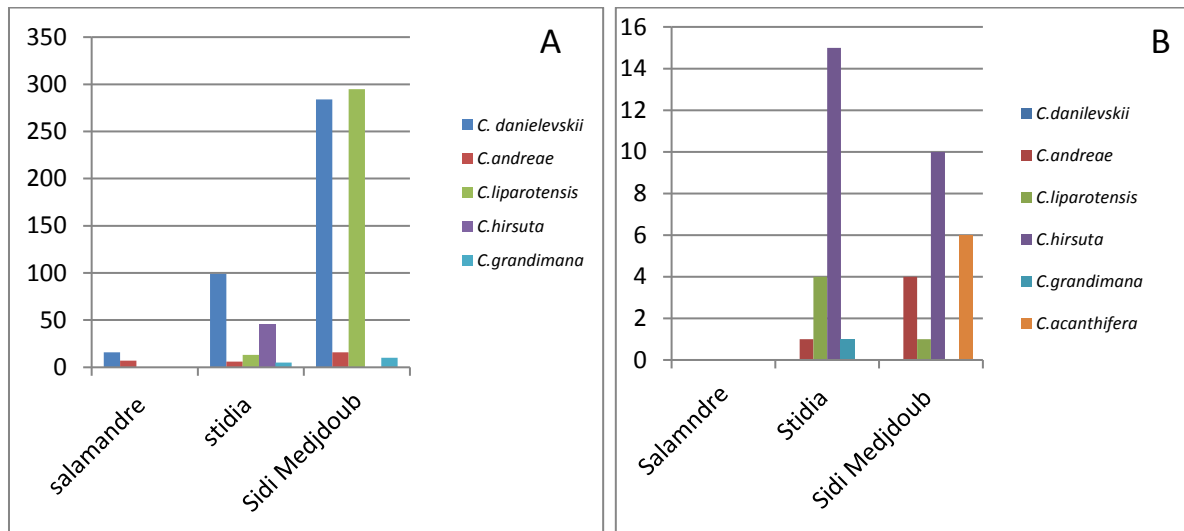 A
350
300
250
200
150
100
50
0
salamandre
stidia
Sidi Medjdoub
C. danielevskii
C.andreae
C.liparotensis
C.hirsuta
C.grandimana
B
16
14
12
10
8
6
4
2
0
Salamndre
Stidia
Sidi Medjdoub
C.danilevskii
C.andreae
C.liparotensis
C.hirsuta
C.grandimana
C.acanthifera